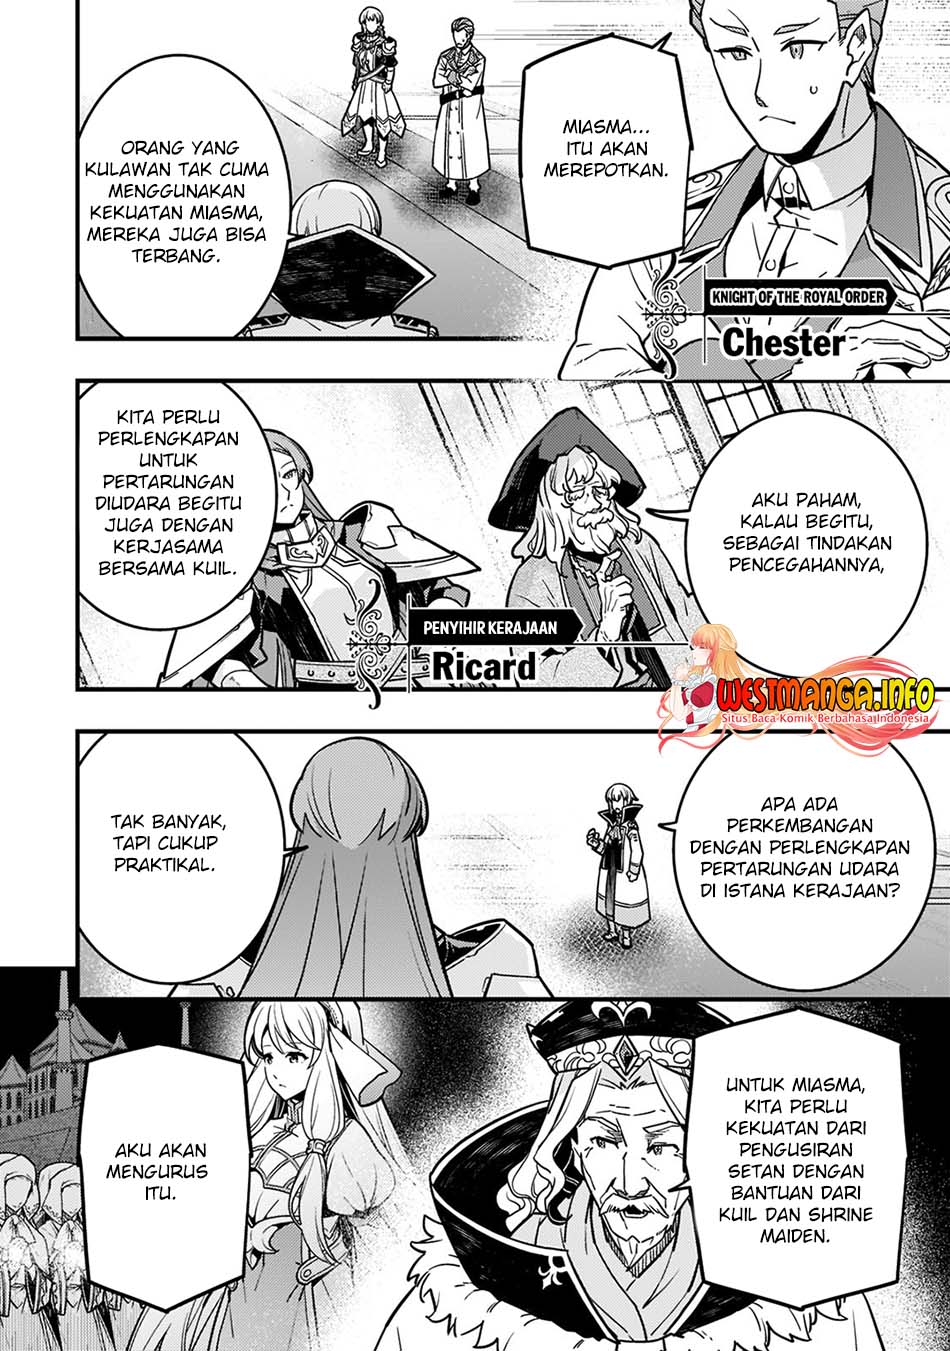 MIASMA...
ITU AKAN
MEREPOTKAN.
ORANG YANG
KULAWAN TAK CUMA
MENGGUNAKAN
KEKUATAN MIASMA,
MEREKA JUGA BISA
TERBANG.
KNIGHT OF THE ROYAL ORDER
Chester
AKU PAHAM,
KALAU BEGITU,
SEBAGAI TINDAKAN
PENCEGAHANNYA,
KITA PERLU
PERLENGKAPAN
UNTUK
PERTARUNGAN
DIUDARA BEGITU
JUGA DENGAN
KERJASAMA
BERSAMA KUIL.
PENYIHIR KERAJAAN
Ricard
WESTMANGA.INFO
Situs Baca Komik Berbahasa Indonesia
APA ADA
PERKEMBANGAN
DENGAN PERLENGKAPAN
PERTARUNGAN UDARA
DI ISTANA KERAJAAN?
TAK BANYAK,
TAPI CUKUP
PRAKTIKAL.
UNTUK MIASMA,
KITA PERLU
KEKUATAN DARI
PENGUSIRAN
SETAN DENGAN
BANTUAN DARI
KUIL DAN SHRINE
MAIDEN.
AKU AKAN
MENGURUS
ITU.